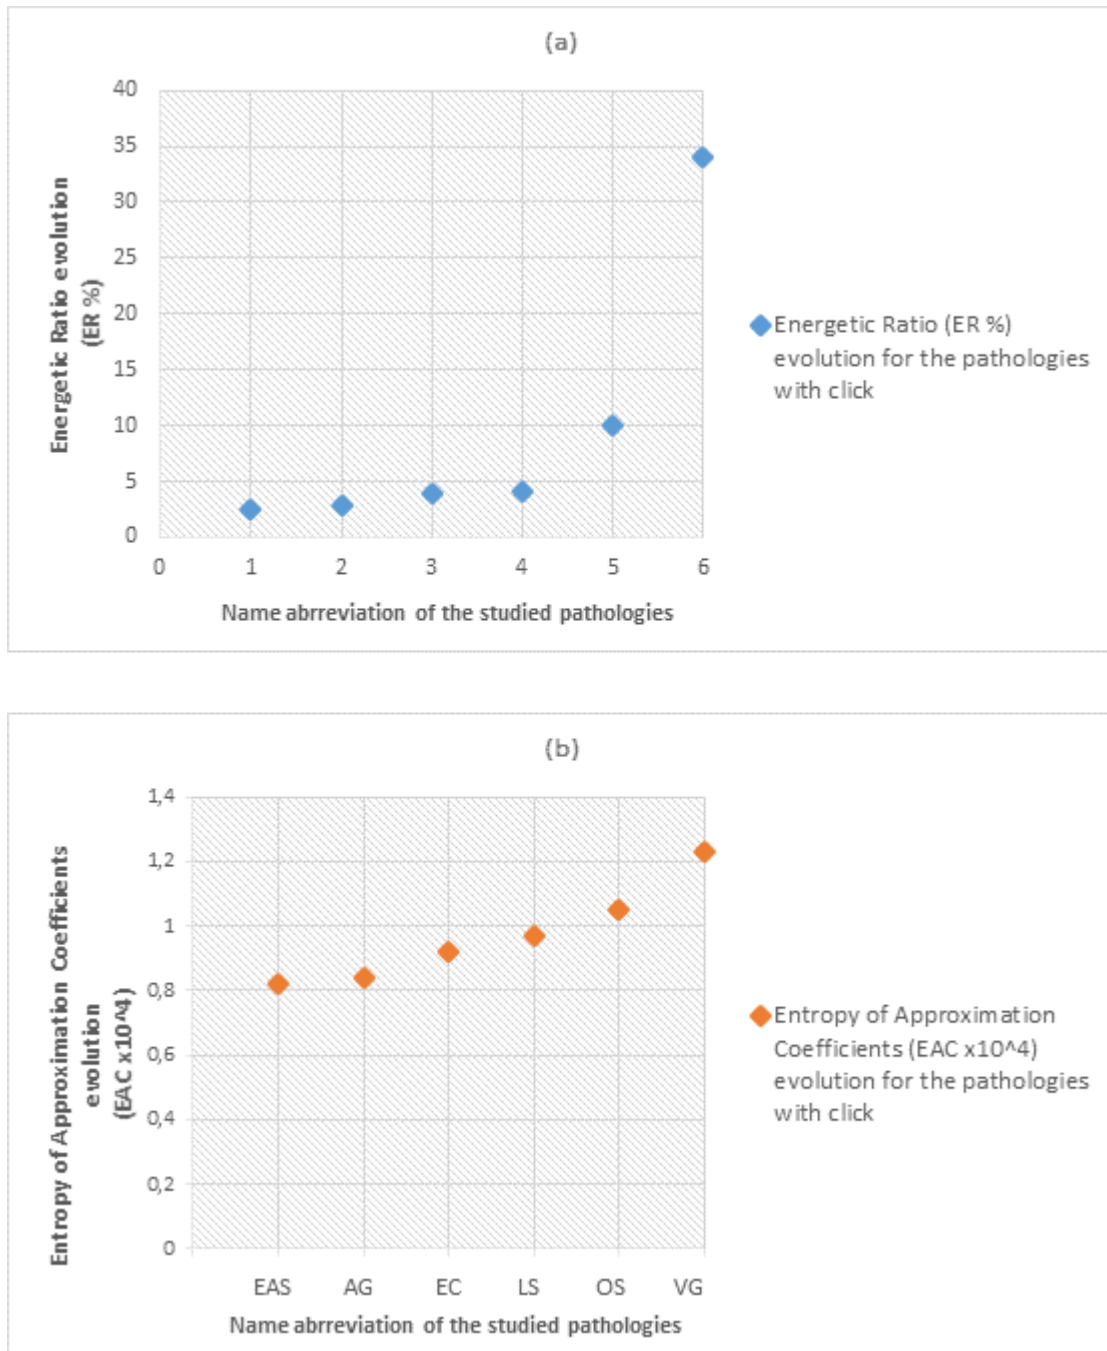 (a)
40
35
30
25
20
15
10
5
0
0 1 2 3 4 5 6
Energetic Ratio evolution
(ER %)
Name abrreviation of the studied pathologies
Energetic Ratio (ER %)
evolution for the pathologies
with click
(b)
1,4
1,2
1
0,8
0,6
0,4
0,2
0
EAS AG EC LS OS VG
Entropy of Approximation Coefficients
evolution
(EAC x10^4)
Name abrreviation of the studied pathologies
Entropy of Approximation
Coefficients (EAC x10^4)
evolution for the pathologies
with click